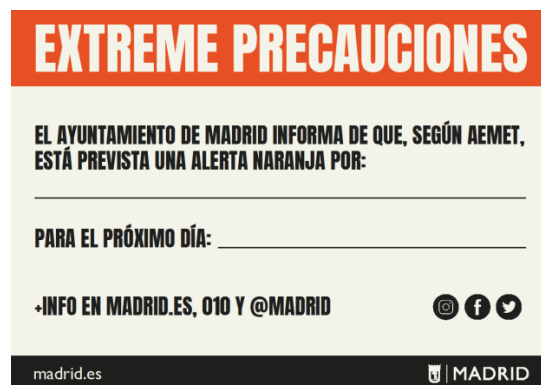 EXTREME PRECAUCIONES
EL AYUNTAMIENTO DE MADRID INFORMA DE QUE, SEGÚN AEMET,
ESTÁ PREVISTA UNA ALERTA NARANJA POR:
PARA EL PRÓXIMO DÍA:
+INFO EN MADRID.ES, 010 Y @MADRID
madrid.es
MADRID